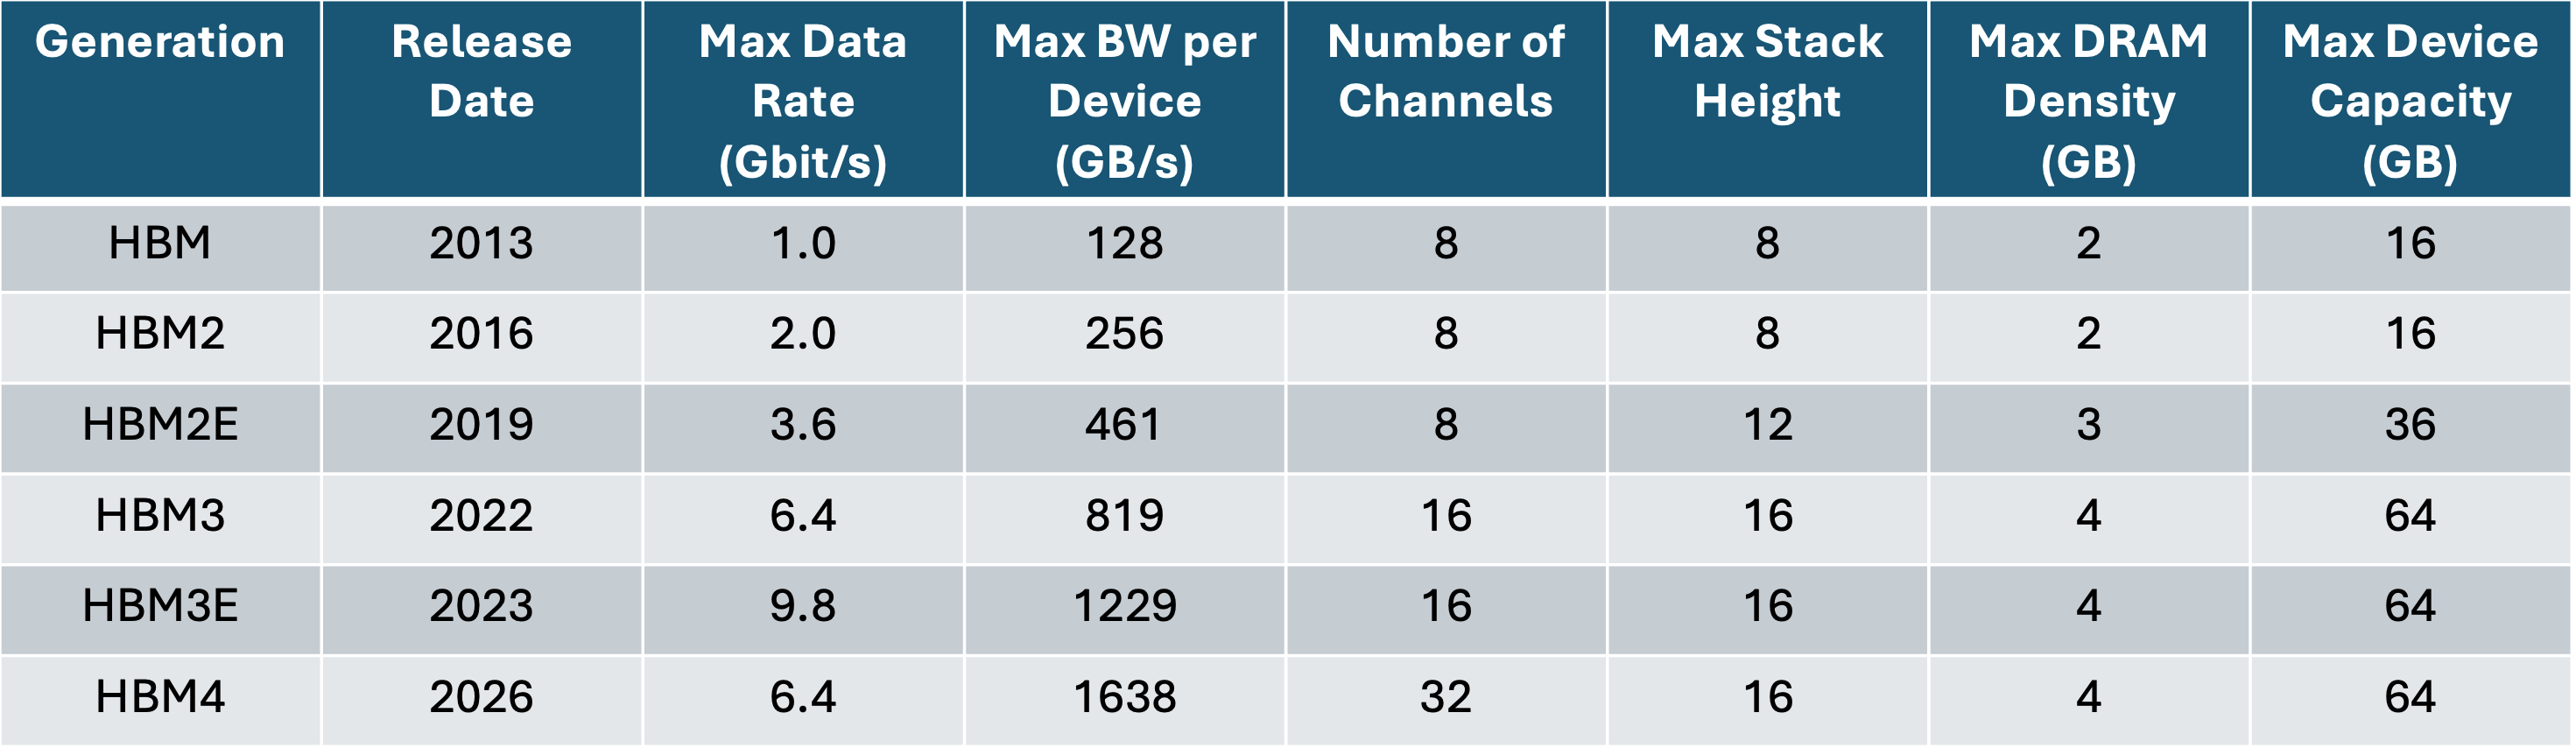 Generation Release Max Data Max BW per Number of Max Stack Max DRAM Max Device
Date Rate Device Channels Height Density Capacity
(Gbit/s) (GB/s) (GB) (GB)
HBM 2013 1.0 128 8 8 2 16
HBM2 2016 2.0 256 8 8 2 16
HBM2E 2019 3.6 461 8 12 3 36
HBM3 2022 6.4 819 16 16 4 64
HBM3E 2023 9.8 1229 16 16 4 64
HBM4 2026 6.4 1638 32 16 4 64